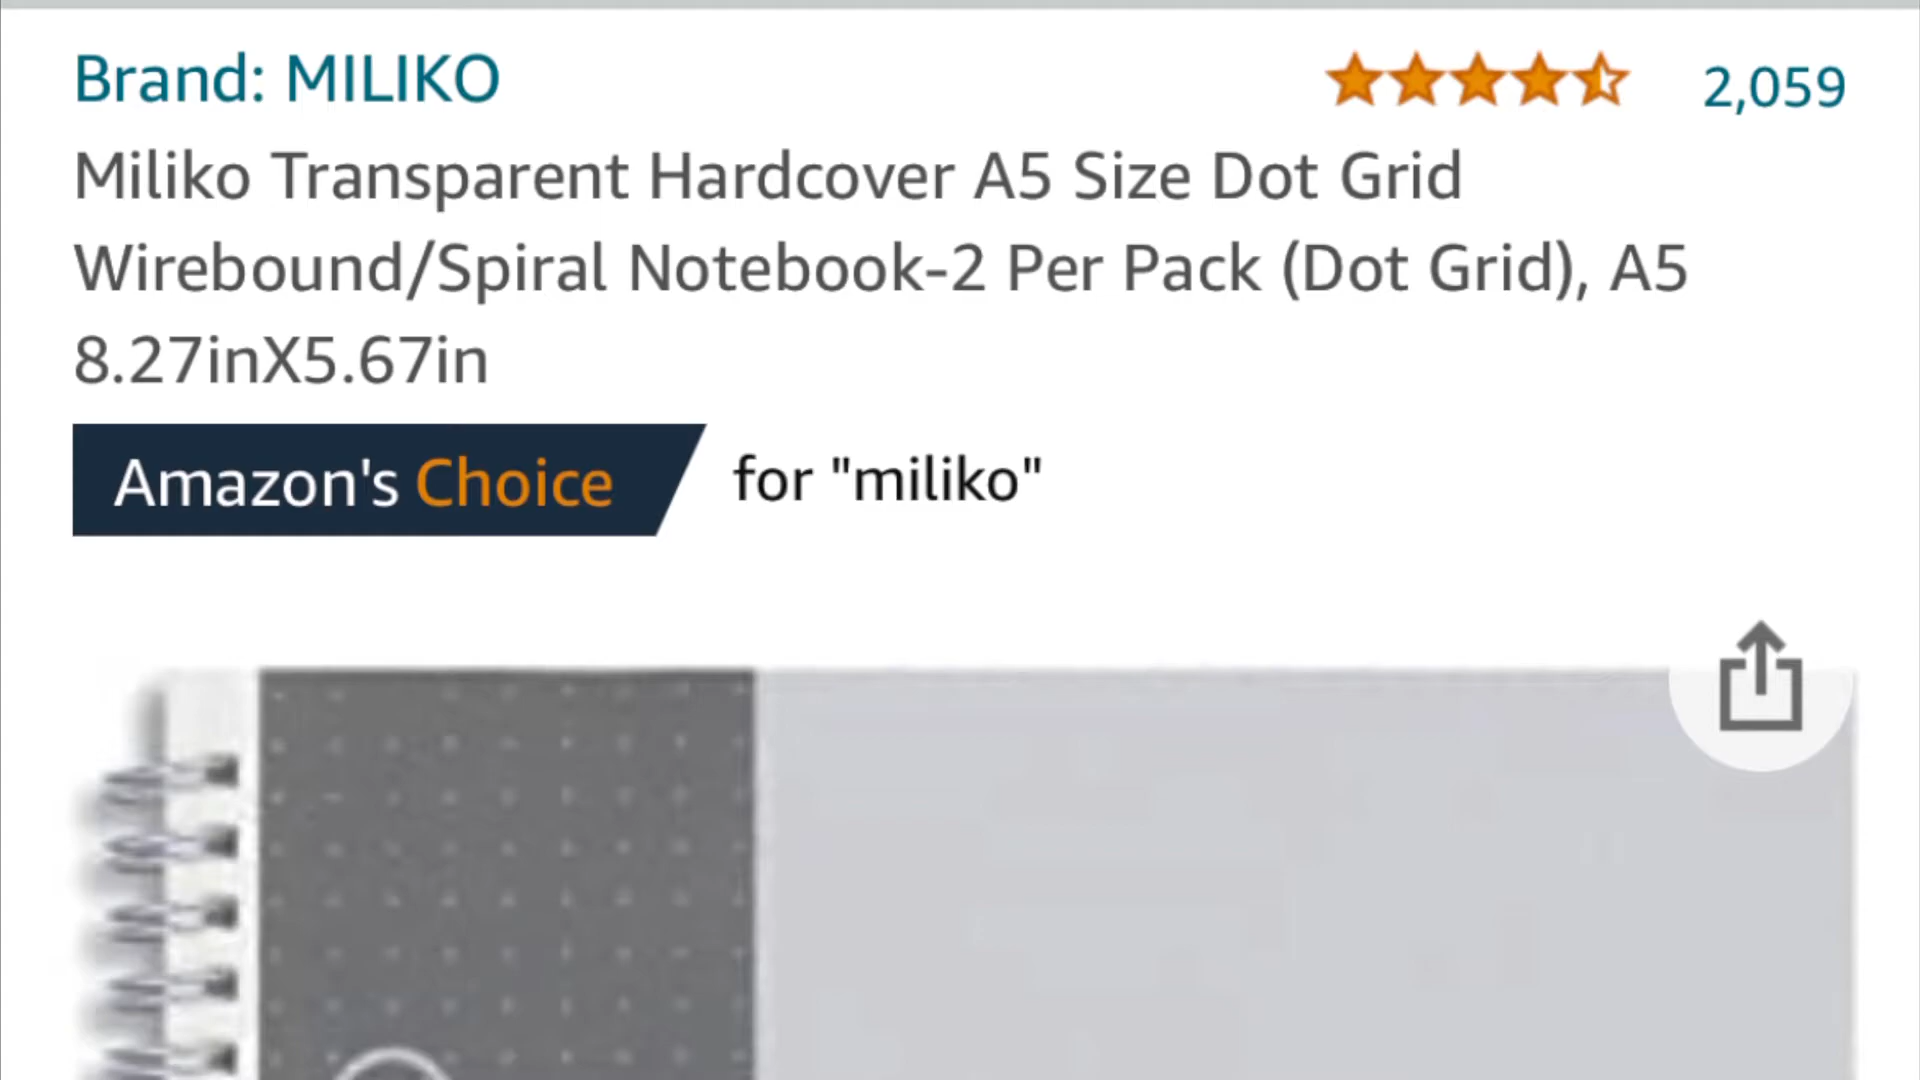 Brand: MILIKO 2,059
Miliko Transparent Hardcover A5 Size Dot Grid
Wirebound/Spiral Notebook-2 Per Pack (Dot Grid), A5
8.27inX5.67in
Amazon's Choice for "miliko"